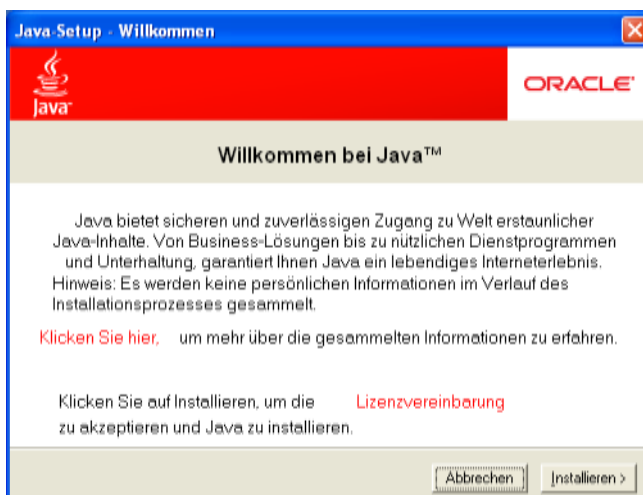 Java-Setup - Willkommen
Java
ORACLE
Willkommen bei Java™
Java bietet sicheren und zuverlässigen Zugang zu Welt erstaunlicher
Java-Inhalte. Von Business-Lösungen bis zu nützlichen Dienstprogrammen
und Unterhaltung, garantiert Ihnen Java ein lebendiges Interneterlebnis.
Hinweis: Es werden keine persönlichen Informationen im Verlauf des
Installationsprozesses gesammelt.
Klicken Sie hier, um mehr über die gesammelten Informationen zu erfahren.
Klicken Sie auf Installieren, um die Lizenzvereinbarung
zu akzeptieren und Java zu installieren.
Abbrechen Installieren >